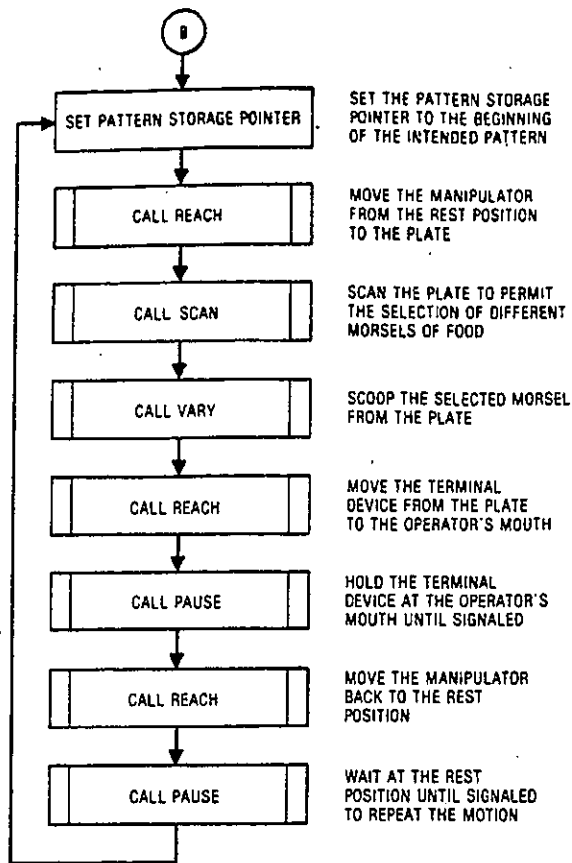 B
SET PATTERN STORAGE POINTER
SET THE PATTERN STORAGE
POINTER TO THE BEGINNING
OF THE INTENDED PATTERN
CALL REACH
MOVE THE MANIPULATOR
FROM THE REST POSITION
TO THE PLATE
CALL SCAN
SCAN THE PLATE TO PERMIT
THE SELECTION OF DIFFERENT
MORSELS OF FOOD
CALL VARY
SCOOP THE SELECTED MORSEL
FROM THE PLATE
CALL REACH
MOVE THE TERMINAL
DEVICE FROM THE PLATE
TO THE OPERATOR'S MOUTH
CALL PAUSE
HOLD THE TERMINAL
DEVICE AT THE OPERATOR'S
MOUTH UNTIL SIGNALED
CALL REACH
MOVE THE MANIPULATOR
BACK TO THE REST
POSITION
CALL PAUSE
WAIT AT THE REST
POSITION UNTIL SIGNALED
TO REPEAT THE MOTION